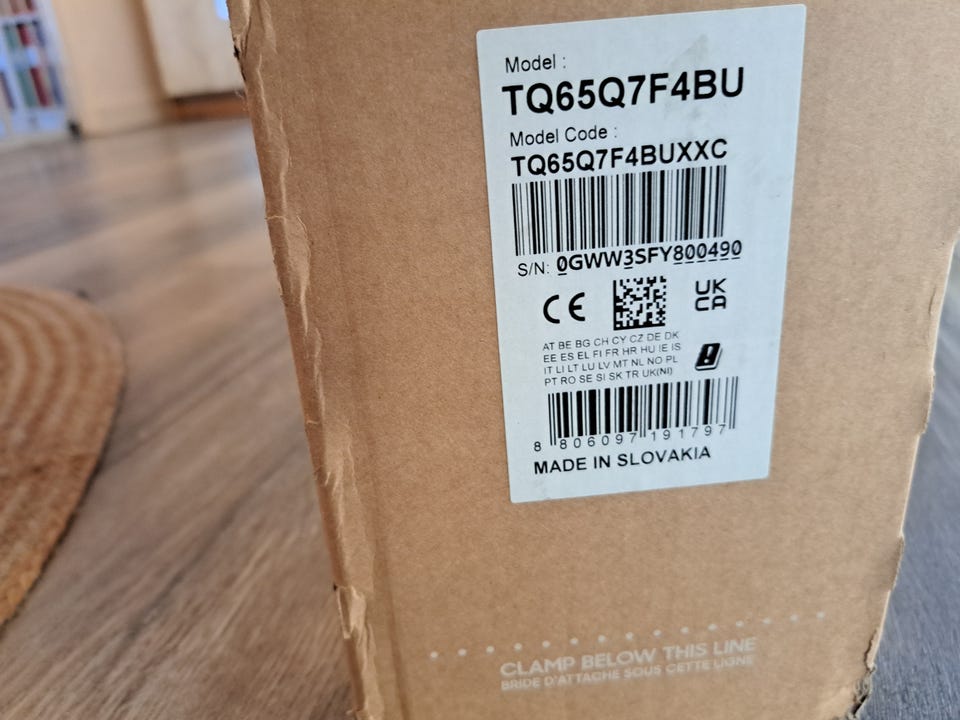 Model :
TQ65Q7F4BU
Model Code :
TQ65Q7F4BUXXC
S/N: 0GWW3SFY800490
CE
UK
CA
AT BE BG CH CY CZ DE DK
EE ES EL FI FR HR HU IE IS
IT LI LT LU LV MT NL NO PL
PT RO SE SI SK TR UK(NI)
8 806097 191797
MADE IN SLOVAKIA
CLAMP BELOW THIS LINE
BRIDE D'ATTACHE SOUS CETTE LIGNE